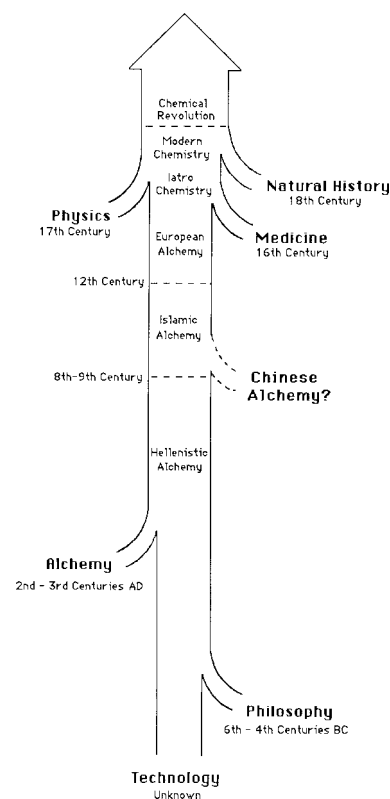 Chemical
Revolution
Modern
Chemistry
Iatro
Chemistry
Natural History
18th Century
Physics
17th Century
European
Alchemy
Medicine
16th Century
12th Century
Islamic
Alchemy
8th-9th Century
Chinese
Alchemy?
Hellenistic
Alchemy
Alchemy
2nd - 3rd Centuries AD
Philosophy
6th - 4th Centuries BC
Technology
Unknown